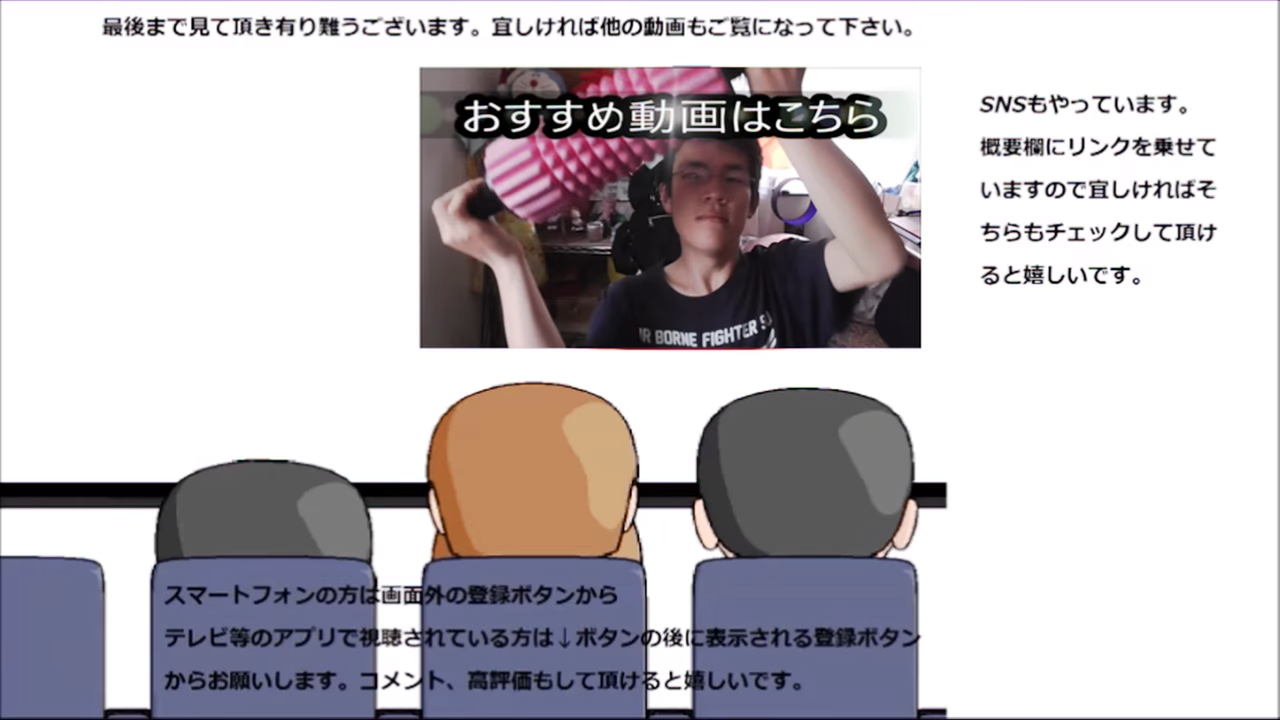 最後まで見て頂き有り難うございます。宜しければ他の動画もご覧になって下さい。
おすすめ動画はこちら
SNSもやっています。
概要欄にリンクを乗せて
いますので宜しければそ
ちらもチェックして頂け
ると嬉しいです。
BORNE FIGHTER
スマートフォンの方は画面外の登録ボタンから
テレビ等のアプリで視聴されている方は↓ボタンの後に表示される登録ボタン
からお願いします。コメント、高評価もして頂けると嬉しいです。